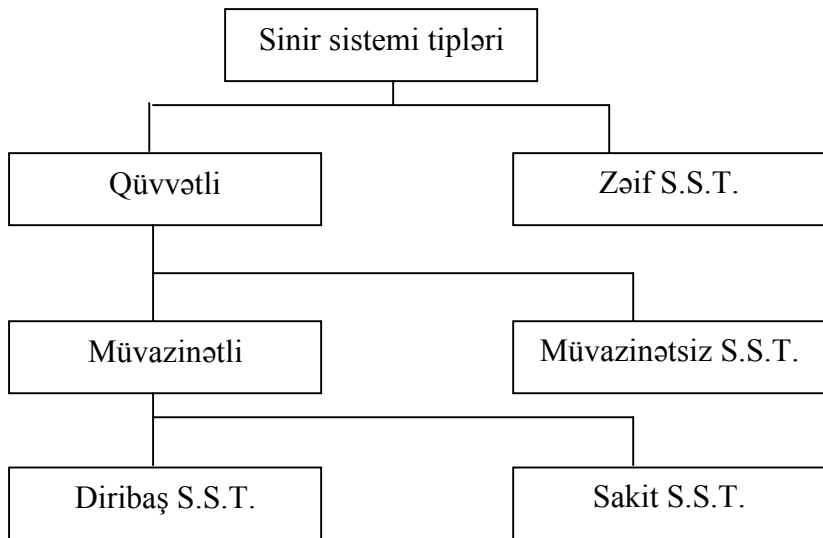 Sinir sistemi tipləri
Qüvvətli
Zəif S.S.T.
Müvazinətli
Müvazinətsiz S.S.T.
Diribaş S.S.T.
Sakit S.S.T.